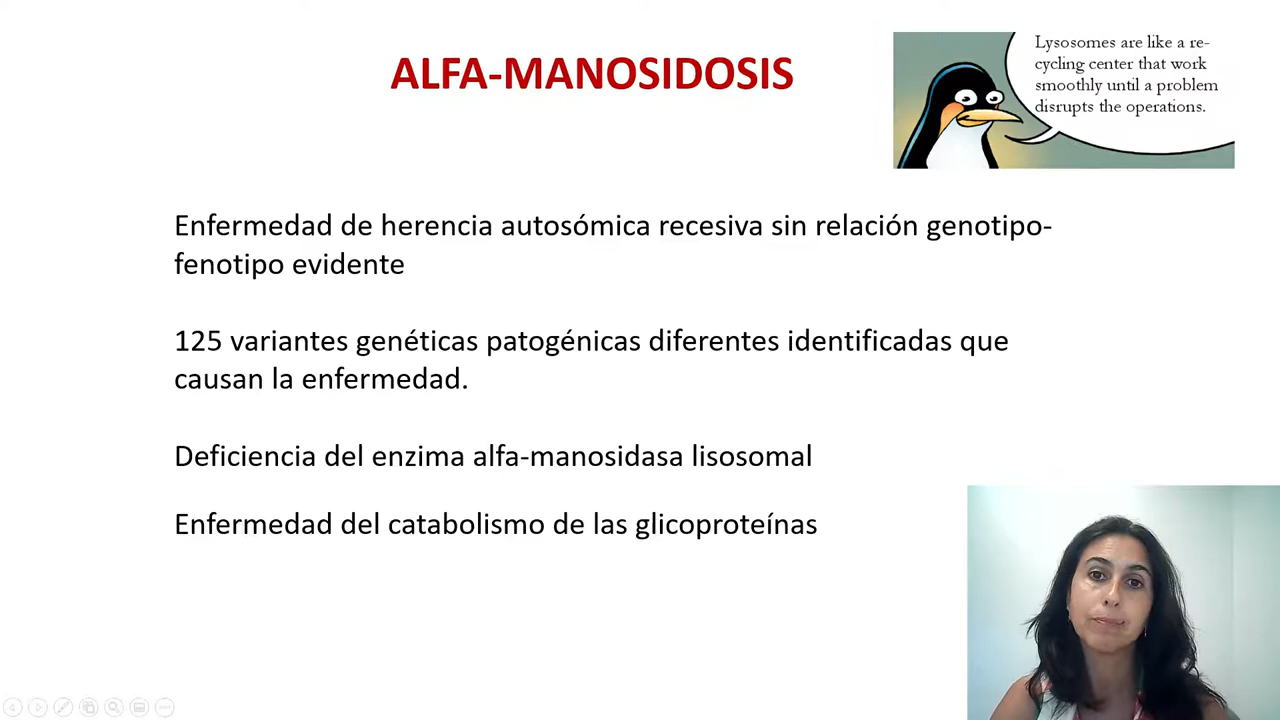 ALFA-MANOSIDOSIS
Lysosomes are like a re-
cycling center that work
smoothly until a problem
disrupts the operations.
Enfermedad de herencia autosómica recesiva sin relación genotipo-
fenotipo evidente
125 variantes genéticas patogénicas diferentes identificadas que
causan la enfermedad.
Deficiencia del enzima alfa-manosidasa lisosomal
Enfermedad del catabolismo de las glicoproteínas